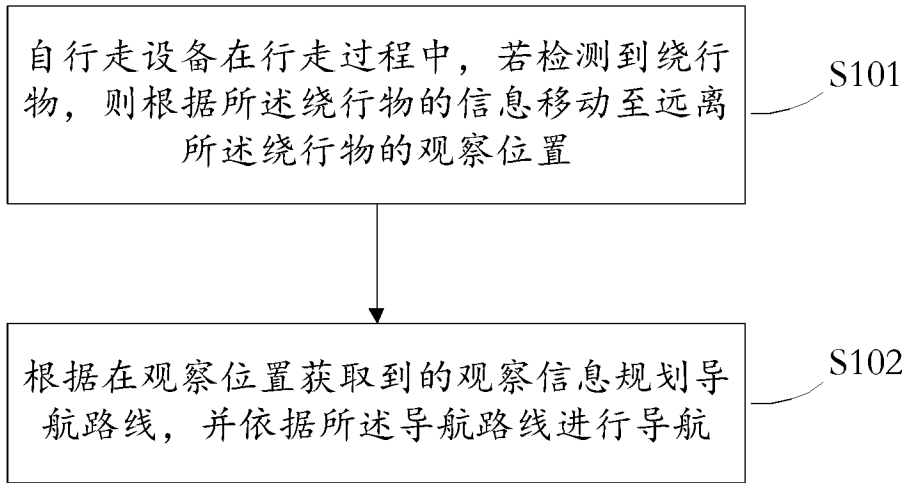 自行走设备在行走过程中，若检测到绕行
物，则根据所述绕行物的信息移动至远离
所述绕行物的观察位置
S101
根据在观察位置获取到的观察信息规划导
航路线，并依据所述导航路线进行导航
S102